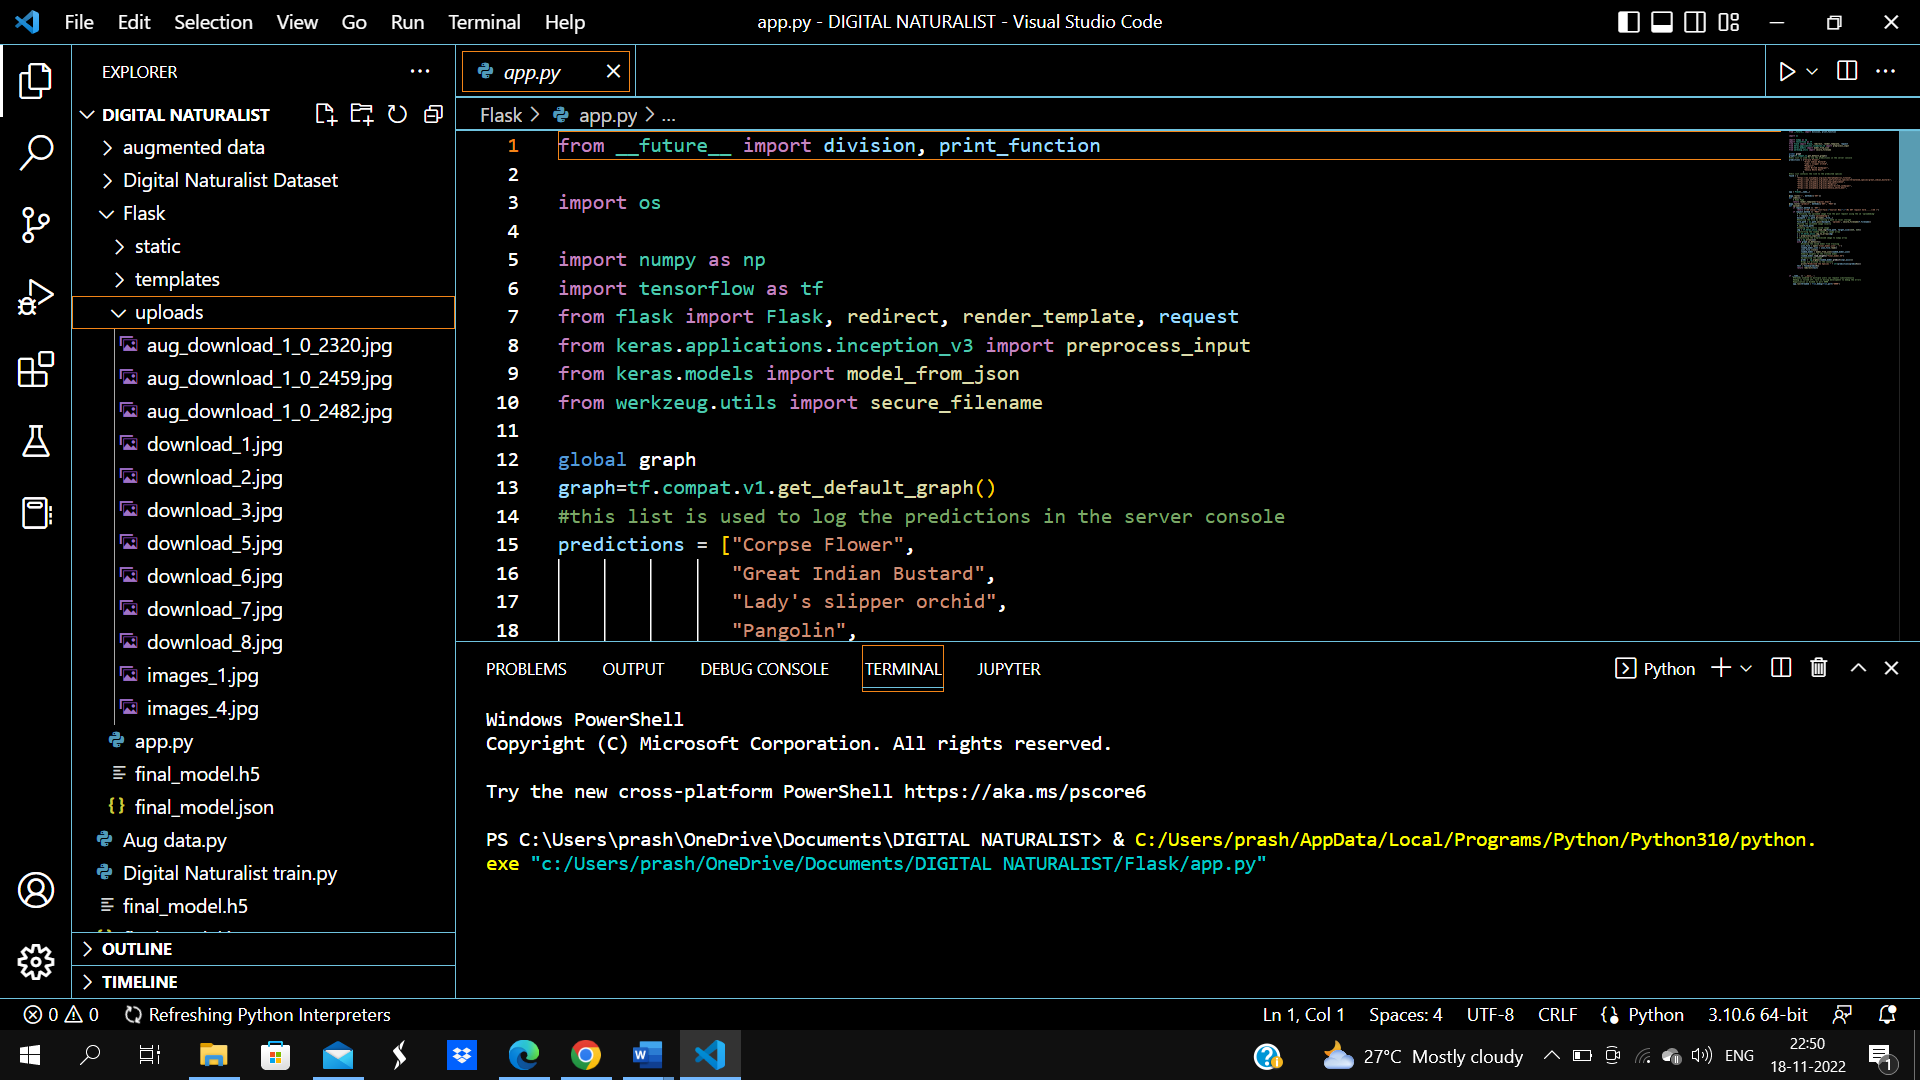 File Edit Selection View Go Run Terminal Help
app.py - DIGITAL NATURALIST - Visual Studio Code
EXPLORER
DIGITAL NATURALIST
augmented data
Digital Naturalist Dataset
Flask
static
templates
uploads
aug_download_1_0_2320.jpg
aug_download_1_0_2459.jpg
aug_download_1_0_2482.jpg
download_1.jpg
download_2.jpg
download_3.jpg
download_5.jpg
download_6.jpg
download_7.jpg
download_8.jpg
images_1.jpg
images_4.jpg
app.py
final_model.h5
final_model.json
Aug data.py
Digital Naturalist train.py
final_model.h5
OUTLINE
TIMELINE
app.py
Flask > app.py > ...
1 from __future__ import division, print_function
2
3 import os
4
5 import numpy as np
6 import tensorflow as tf
7 from flask import Flask, redirect, render_template, request
8 from keras.applications.inception_v3 import preprocess_input
9 from keras.models import model_from_json
10 from werkzeug.utils import secure_filename
11
12 global graph
13 graph=tf.compat.v1.get_default_graph()
14 #this list is used to log the predictions in the server console
15 predictions = ["Corpse Flower",
16 "Great Indian Bustard",
17 "Lady's slipper orchid",
18 "Pangolin",
PROBLEMS OUTPUT DEBUG CONSOLE TERMINAL JUPYTER
Python
Windows PowerShell
Copyright (C) Microsoft Corporation. All rights reserved.
Try the new cross-platform PowerShell https://aka.ms/pscore6
PS C:\Users\prash\OneDrive\Documents\DIGITAL NATURALIST> & C:/Users/prash/AppData/Local/Programs/Python/Python310/python.
exe "c:/Users/prash/OneDrive/Documents/DIGITAL NATURALIST/Flask/app.py"
0 0 Refreshing Python Interpreters
Ln 1, Col 1 Spaces: 4 UTF-8 CRLF Python 3.10.6 64-bit
27°C Mostly cloudy
ENG
22:50
18-11-2022
1